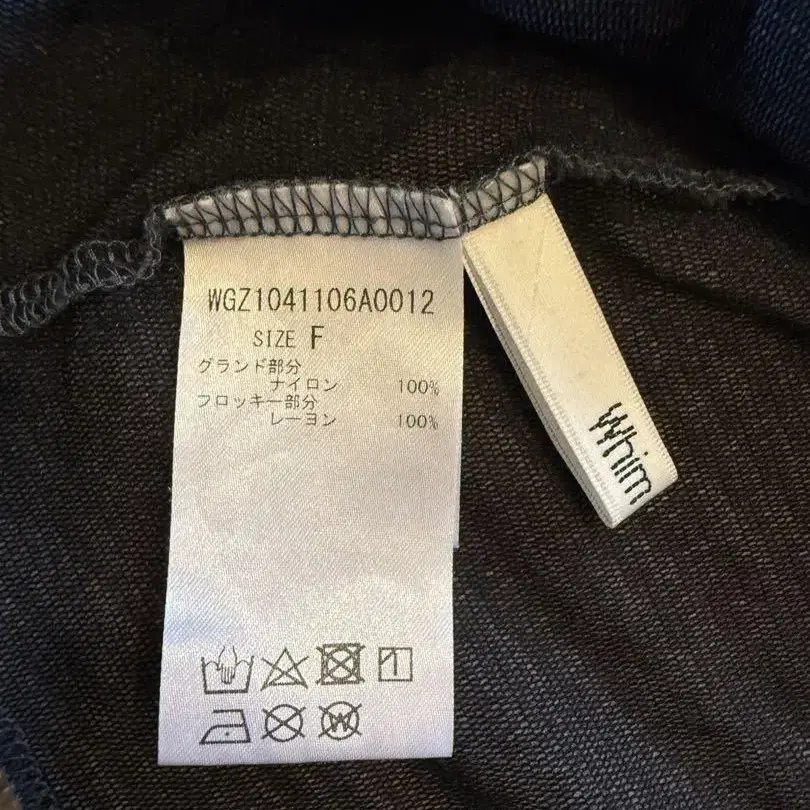 WGZ1041106A0012
SIZE F
グランド部分
ナイロン 100%
フロッキー部分
レーヨン 100%
Whim